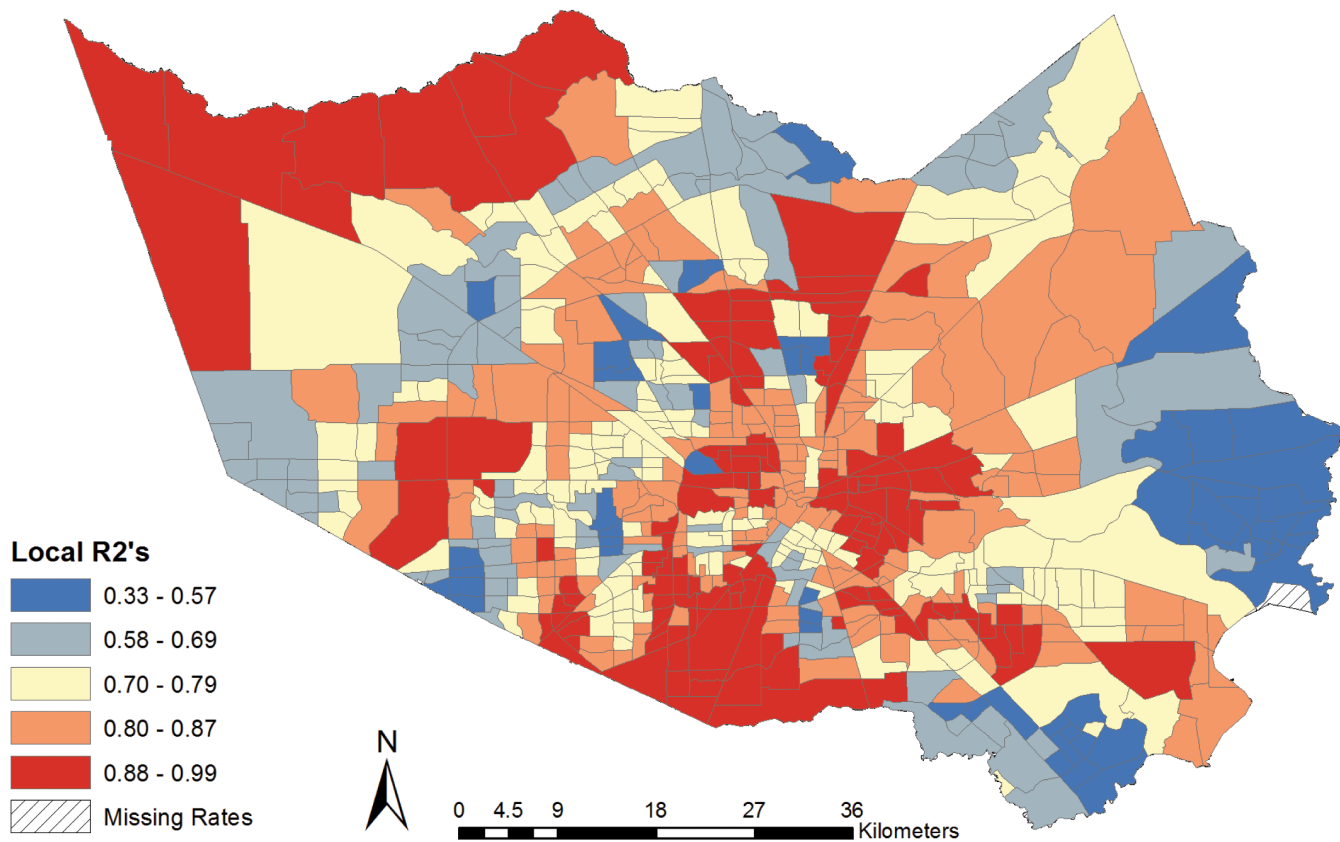 Local R2's
0.33 - 0.57
0.58 - 0.69
0.70 - 0.79
0.80 - 0.87
0.88 - 0.99
Missing Rates
N
0 4.5 9 18 27 36
Kilometers